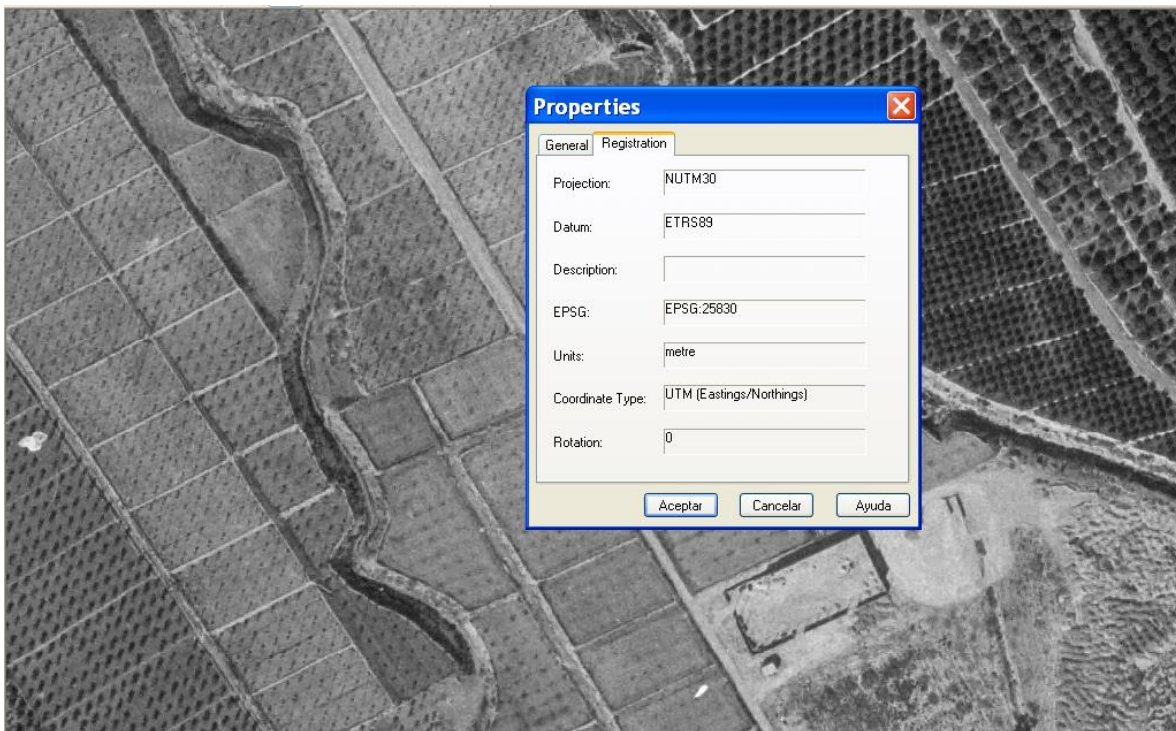 Properties
General Registration
Projection: NUTM30
Datum: ETRS89
Description:
EPSG: EPSG:25830
Units: metre
Coordinate Type: UTM (Eastings/Northings)
Rotation: 0
Aceptar Cancelar Ayuda